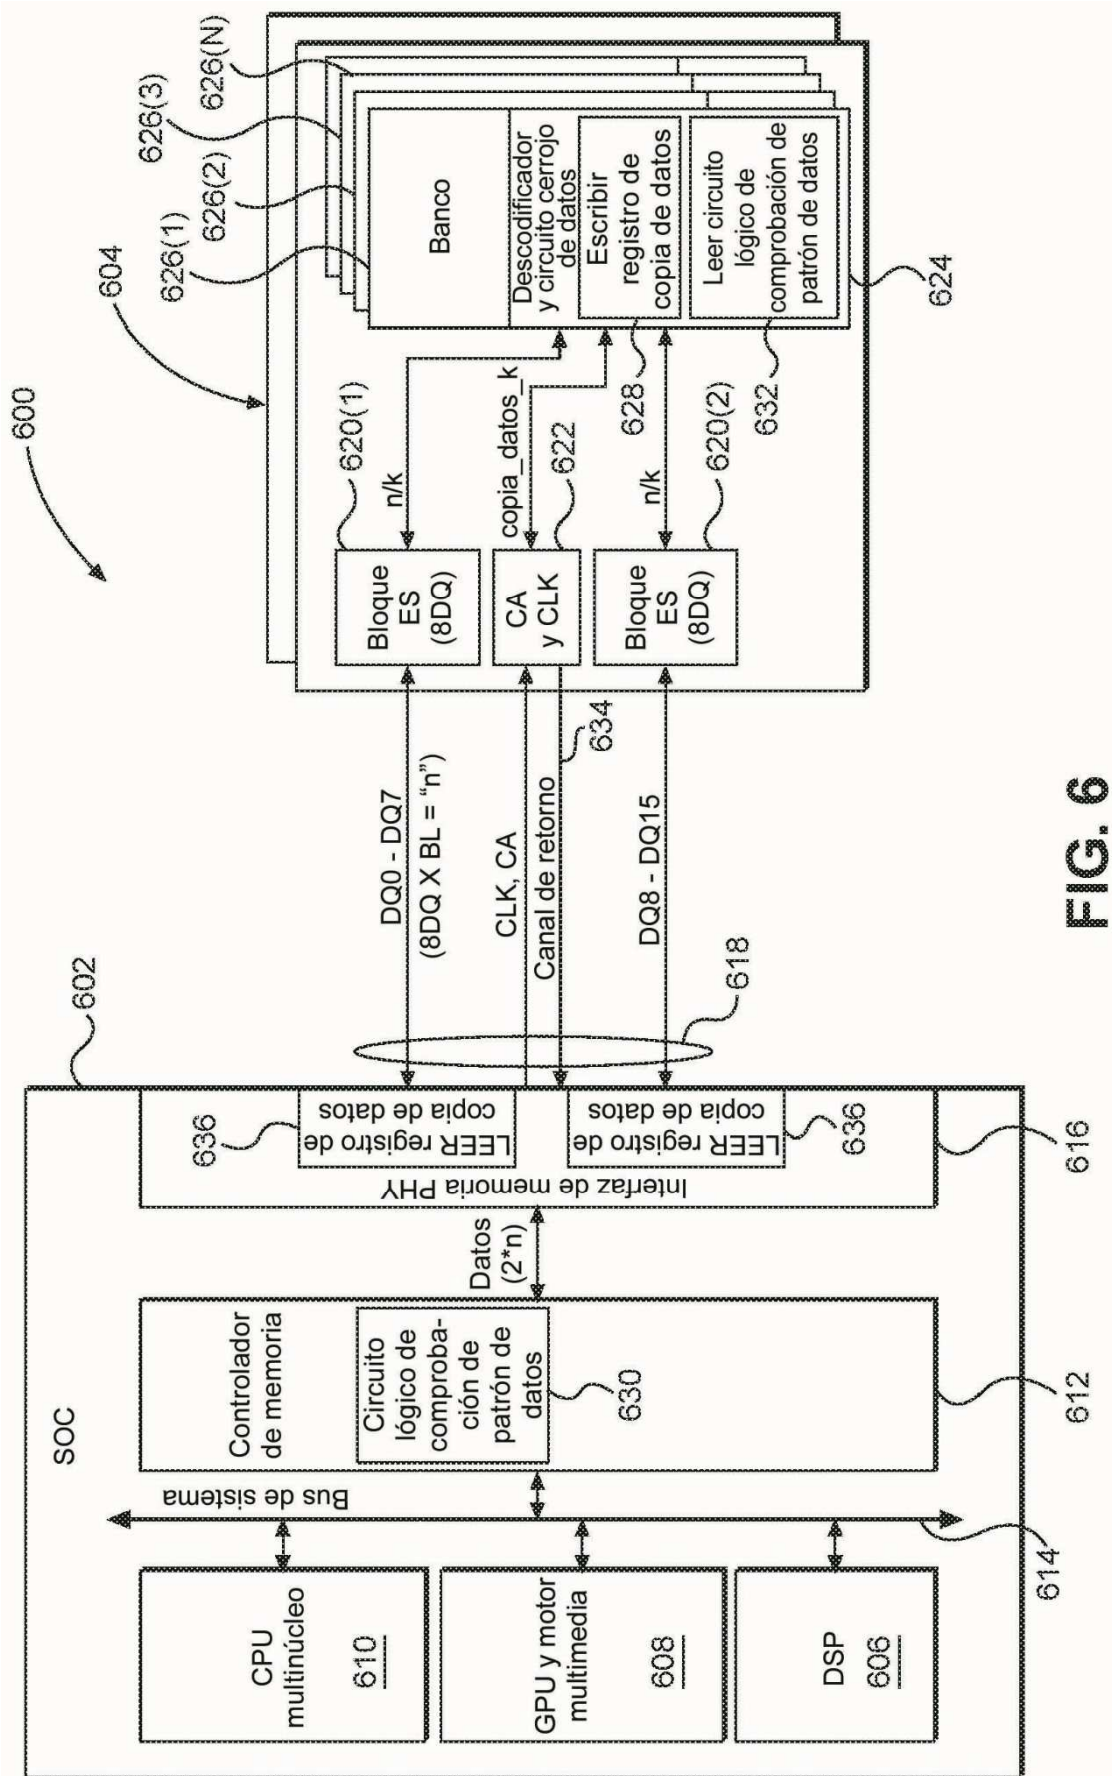 600
602
SOC
CPU
multinúcleo
610
GPU y motor
multimedia
608
DSP
606
Bus de sistema
614
Controlador
de memoria
Circuito
lógico de
comproba-
ción de
patrón de
datos
630
612
Datos
(2*n)
Interfaz de memoria PHY
636
LEER registro de
copia de datos
LEER registro de
copia de datos
636
616
618
DQ0 - DQ7
(8DQ X BL = “n”)
CLK, CA
Canal de retorno
634
DQ8 - DQ15
604
620(1)
Bloque
ES
(8DQ)
CA
y CLK
622
Bloque
ES
(8DQ)
620(2)
n/k
copia_datos_k
n/k
626(1)
626(2)
626(3)
626(N)
Banco
Descodificador
y circuito cerrojo
de datos
Escribir
registro de
copia de datos
628
Leer circuito
lógico de
comprobación de
patrón de datos
632
624
FIG. 6